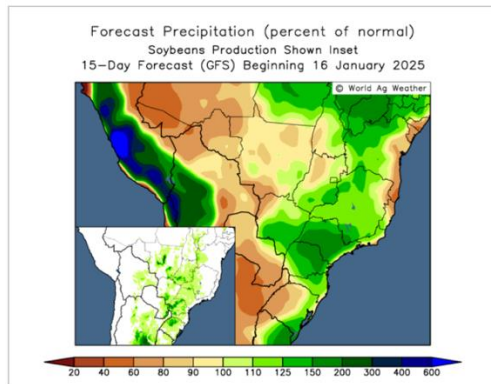 Forecast Precipitation (percent of normal)
Soybeans Production Shown Inset
15-Day Forecast (GFS) Beginning 16 January 2025
© World Ag Weather
20 40 60 80 90 100 110 130 150 200 300 400 600